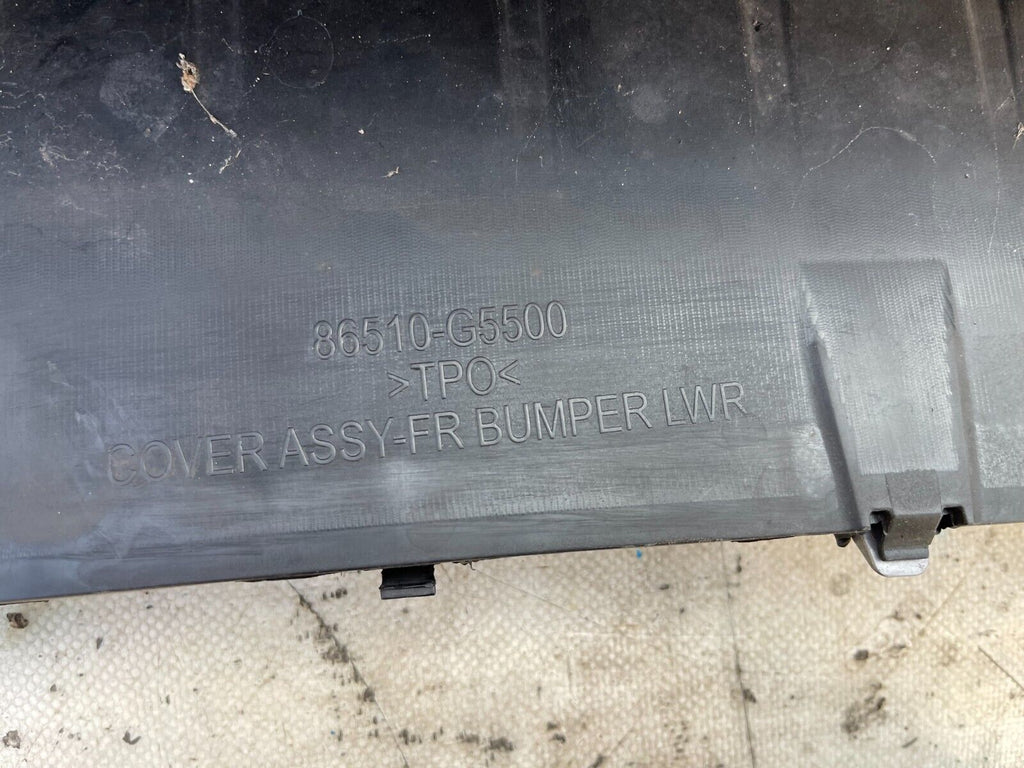 86510-G5500
>TPO<
COVER ASSY-FR BUMPER LWR